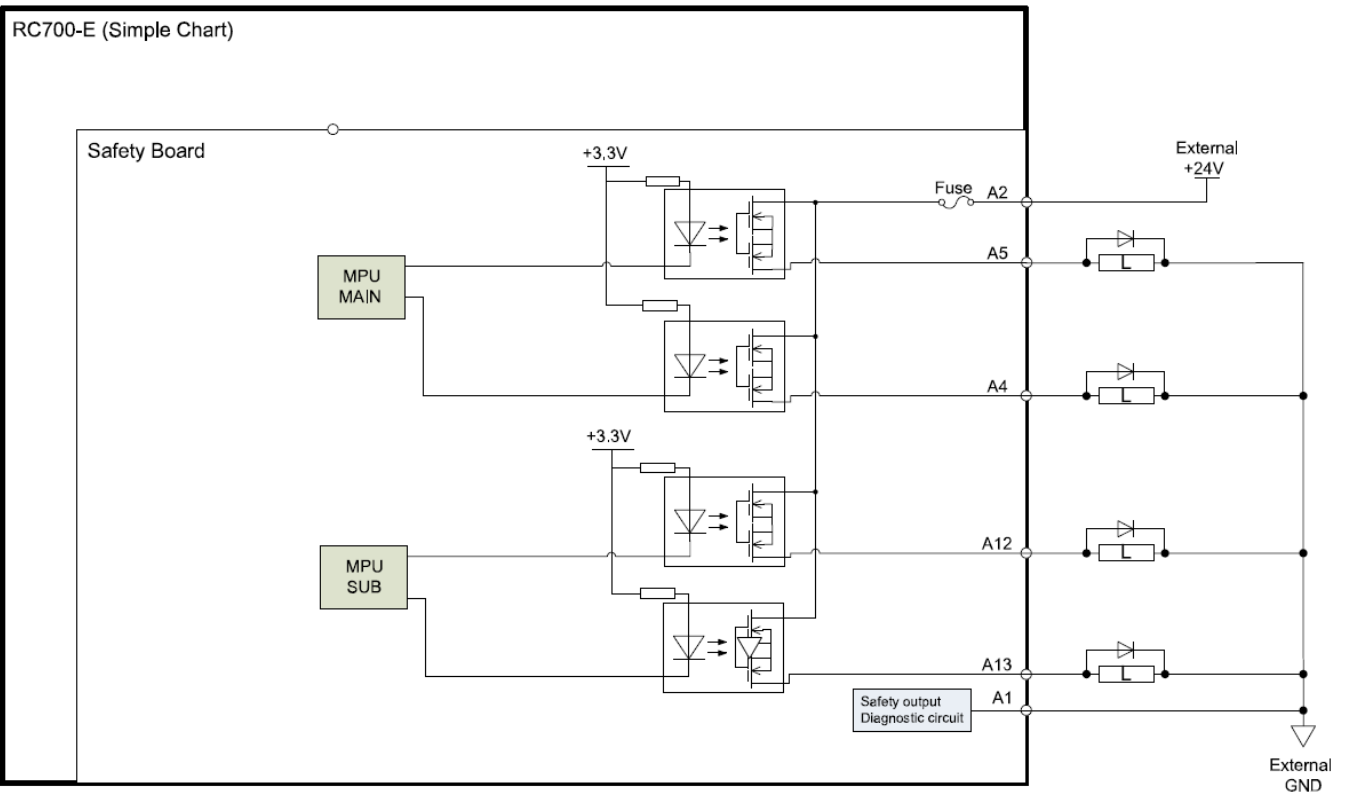 RC700-E (Simple Chart)
Safety Board
+3,3V
External
+24V
Fuse
A2
A5
L
MPU
MAIN
A4
L
+3.3V
A12
L
MPU
SUB
A13
L
A1
Safety output
Diagnostic circuit
External
GND